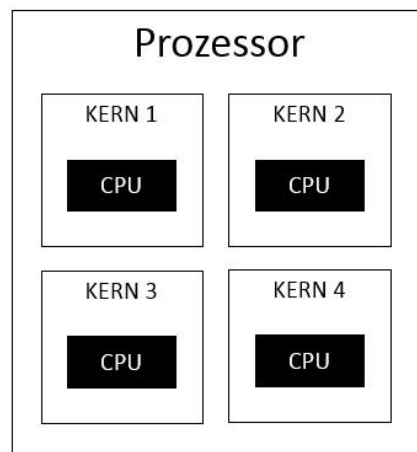 Prozessor
KERN 1
CPU
KERN 2
CPU
KERN 3
CPU
KERN 4
CPU